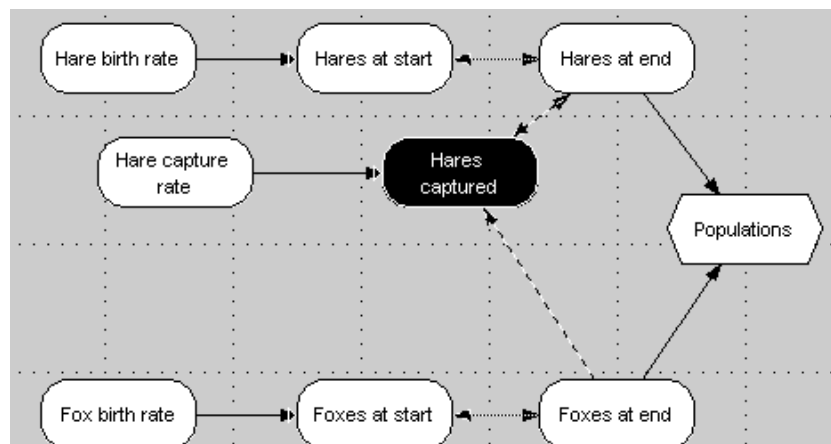 Hare birth rate
Hares at start
Hares at end
Hare capture
rate
Hares
captured
Populations
Fox birth rate
Foxes at start
Foxes at end